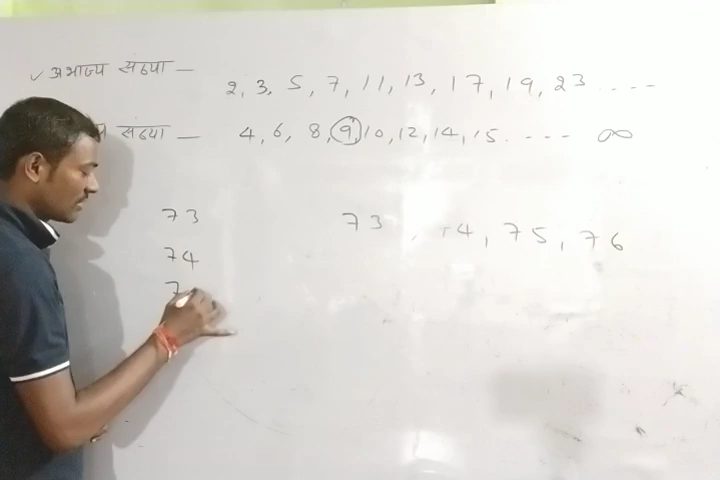 ✓ अभाज्य संख्या — 2, 3, 5, 7, 11, 13, 17, 19, 23 . . . .
संख्या — 4, 6, 8, 9, 10, 12, 14, 15 . - - - ∞
73
74
7
73, 74, 75, 76